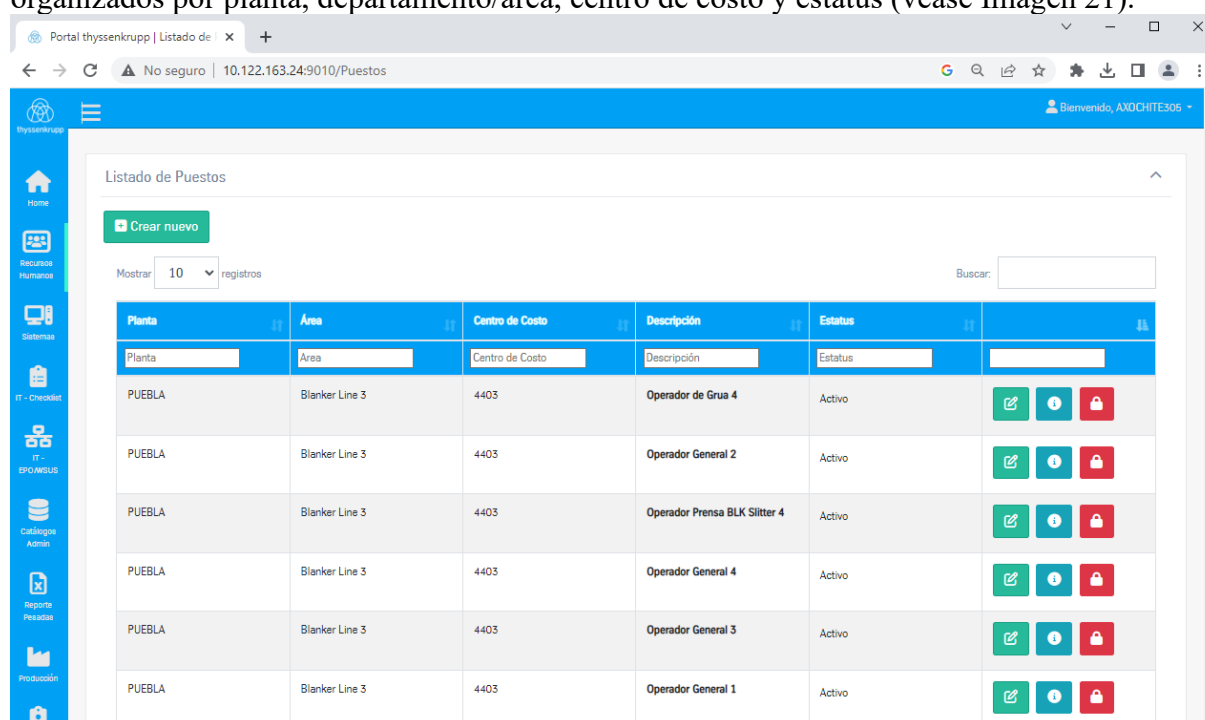 organizados por planta, departamento/área, centro de costo y estatus (véase Imagen 21).
Portal thyssenkrupp | Listado de
No seguro | 10.122.163.24:9010/Puestos
thyssenkrupp
Bienvenido, AXOCHITE305
Home
Recursos
Humanos
Sistemas
IT - Checklist
IT -
EPO/WSUS
Catálogos
Admin
Reporte
Pesadas
Producción
Listado de Puestos
Crear nuevo
Mostrar 10 registros
Buscar:
Planta Área Centro de Costo Descripción Estatus
Planta Area Centro de Costo Descripción Estatus
PUEBLA Blanker Line 3 4403 Operador de Grua 4 Activo
PUEBLA Blanker Line 3 4403 Operador General 2 Activo
PUEBLA Blanker Line 3 4403 Operador Prensa BLK Slitter 4 Activo
PUEBLA Blanker Line 3 4403 Operador General 4 Activo
PUEBLA Blanker Line 3 4403 Operador General 3 Activo
PUEBLA Blanker Line 3 4403 Operador General 1 Activo